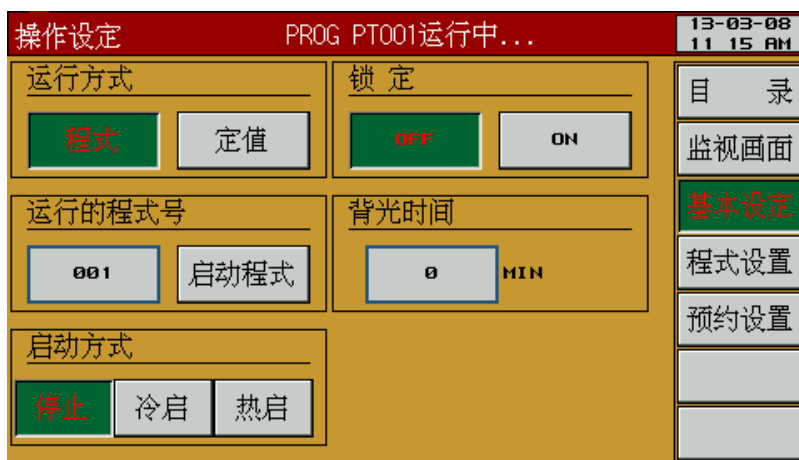 操作设定 PROG PT001运行中... 13-03-08
11 15 AM
运行方式 锁 定
目 录
程式 定值 OFF ON
监视画面
运行的程式号 背光时间
基本设定
001 启动程式 0 MIN
程式设置
预约设置
启动方式
停止 冷启 热启